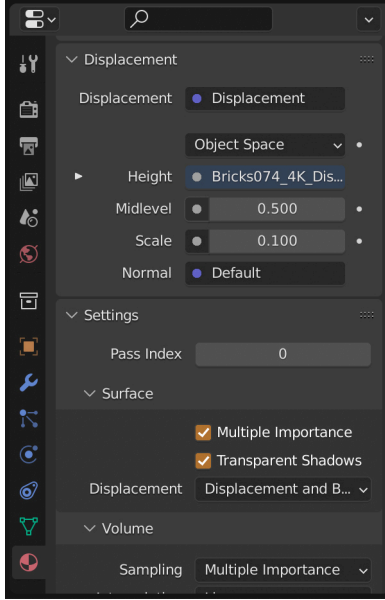 Displacement
Displacement Displacement
Object Space
Height Bricks074_4K_Dis...
Midlevel 0.500
Scale 0.100
Normal Default
Settings
Pass Index 0
Surface
Multiple Importance
Transparent Shadows
Displacement Displacement and B...
Volume
Sampling Multiple Importance